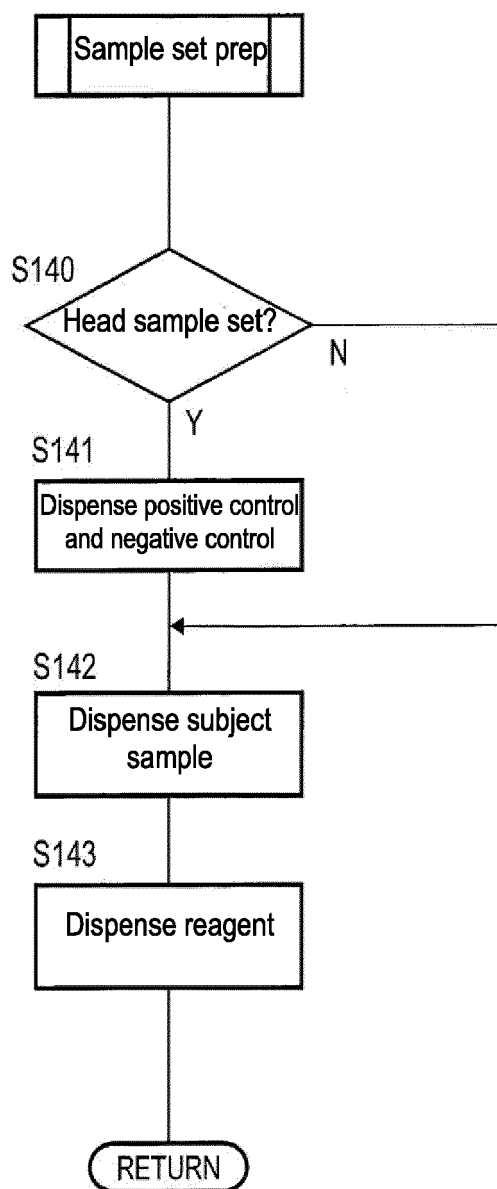 Sample set prep
S140
Head sample set?
N
Y
S141
Dispense positive control
and negative control
S142
Dispense subject
sample
S143
Dispense reagent
RETURN